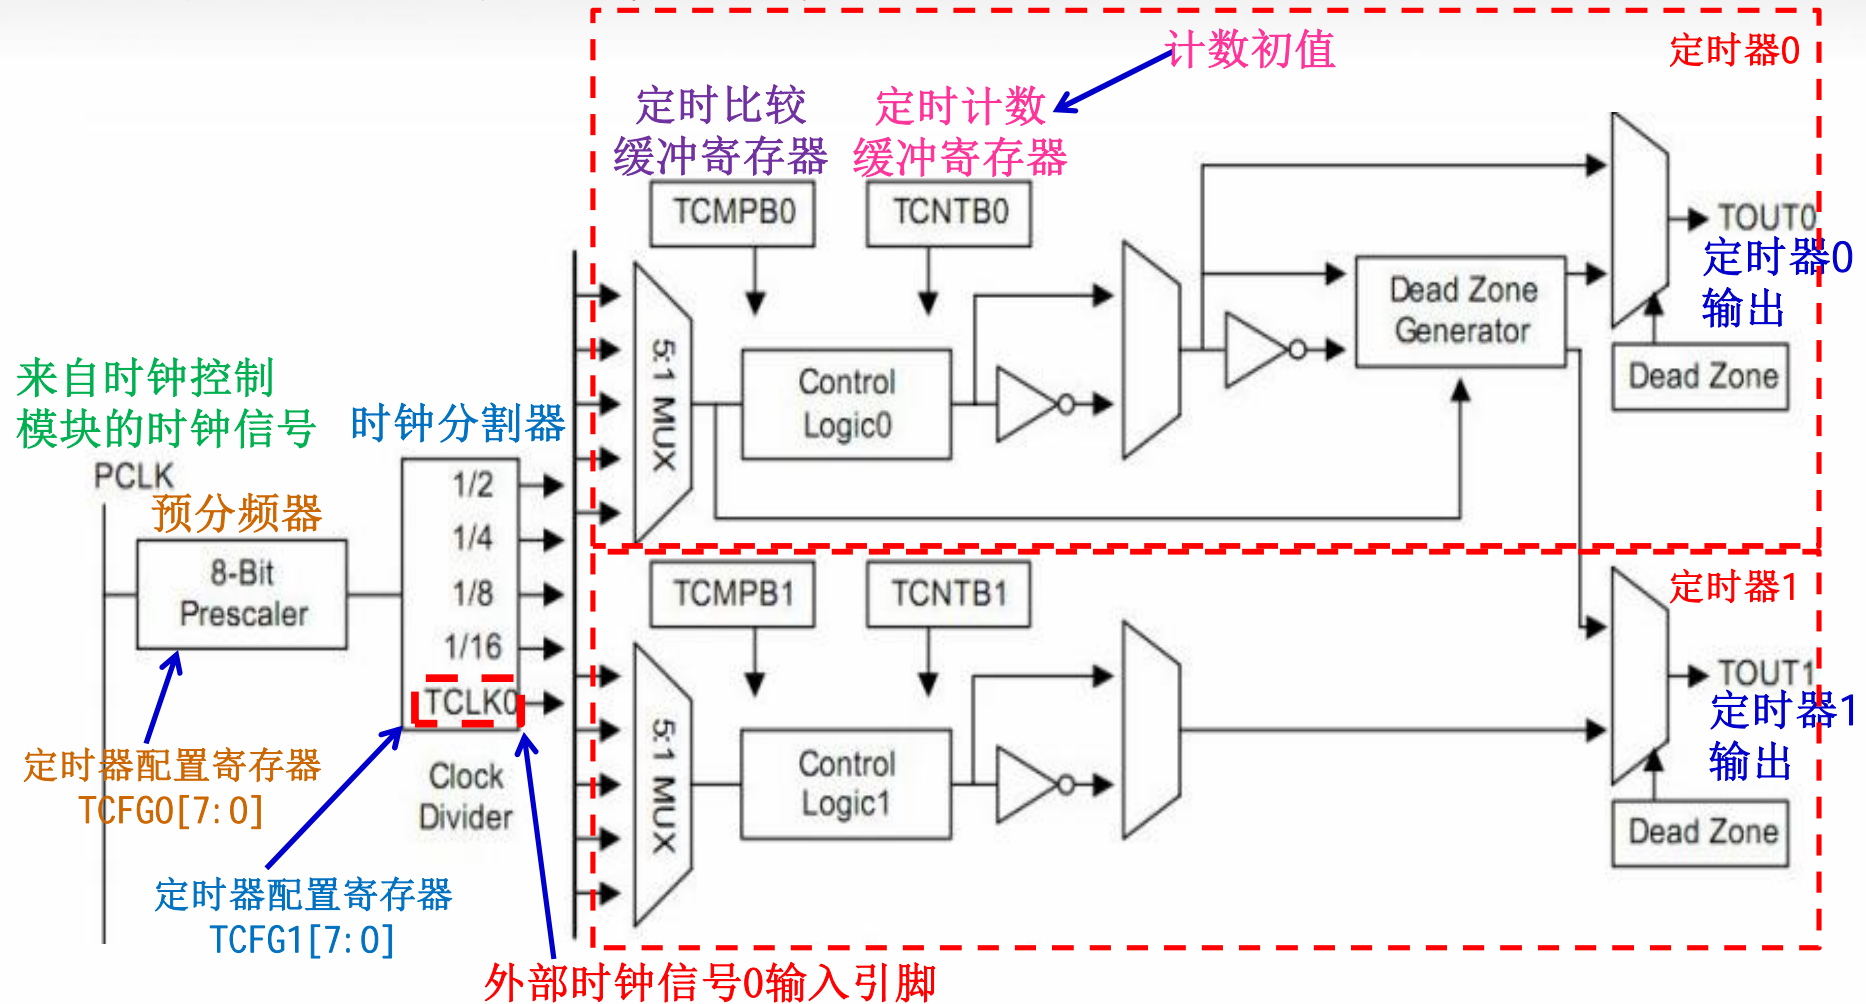 计数初值
定时器0
定时比较
缓冲寄存器
定时计数
缓冲寄存器
TCMPB0
TCNTB0
TOUT0
定时器0
输出
Dead Zone
Generator
Dead Zone
5:1 MUX
Control
Logic0
来自时钟控制
模块的时钟信号
时钟分割器
PCLK
预分频器
8-Bit
Prescaler
1/2
1/4
1/8
1/16
TCLK0
Clock
Divider
定时器配置寄存器
TCFG0[7:0]
定时器配置寄存器
TCFG1[7:0]
外部时钟信号0输入引脚
TCMPB1
TCNTB1
定时器1
5:1 MUX
Control
Logic1
TOUT1
定时器1
输出
Dead Zone